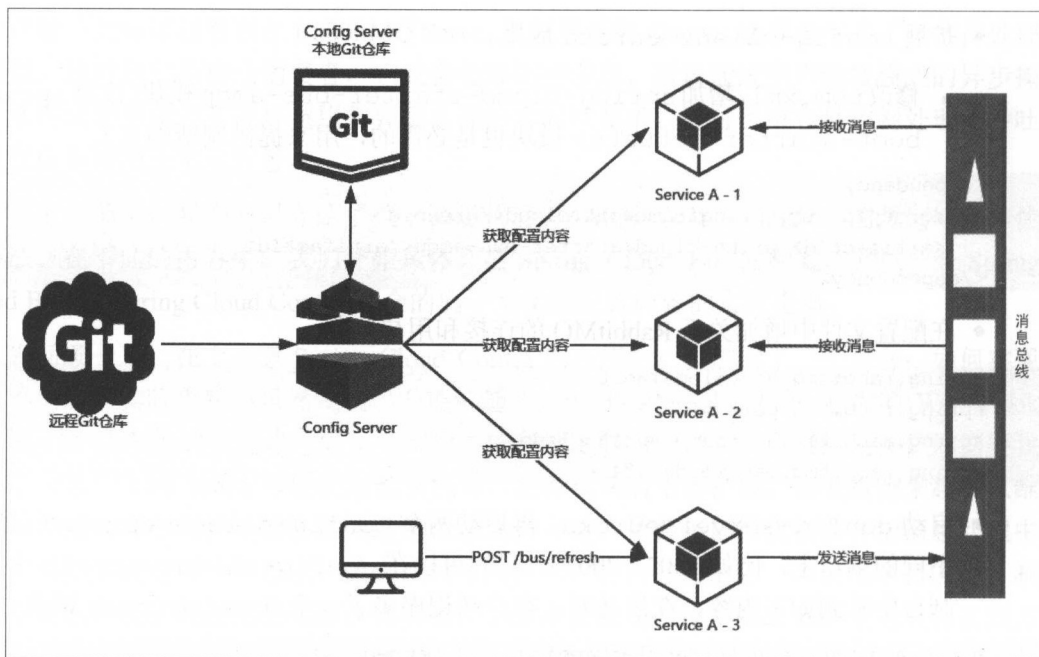 Config Server
本地Git仓库
Git
接收消息
Service A - 1
获取配置内容
Git
获取配置内容
接收消息
消息总线
Service A - 2
远程Git仓库
Config Server
获取配置内容
POST /bus/refresh
发送消息
Service A - 3